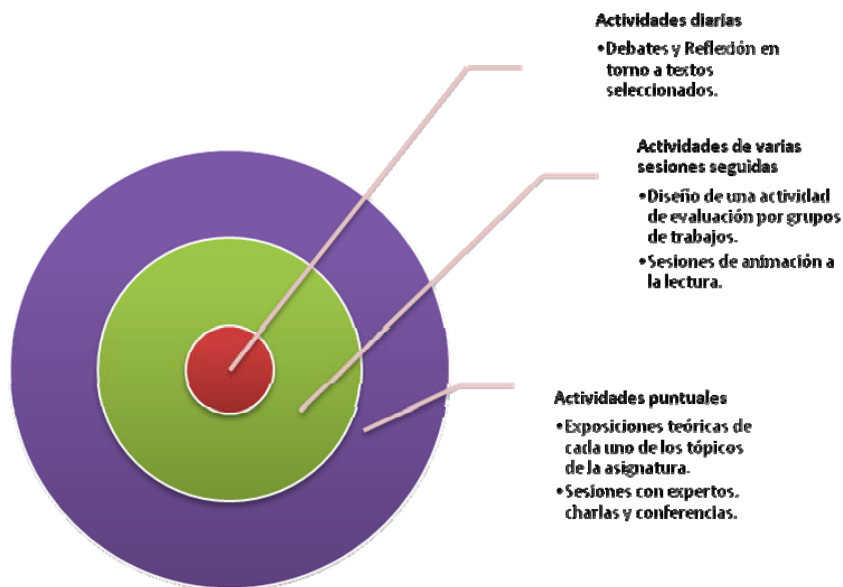 Actividades diarias
•Debates y Reflexión en
torno a textos
seleccionados.
Actividades de varias
sesiones seguidas
•Diseño de una actividad
de evaluación por grupos
de trabajos.
•Sesiones de animación a
la lectura.
Actividades puntuales
•Exposiciones teóricas de
cada uno de los tópicos
de la asignatura.
•Sesiones con expertos,
charlas y conferencias.